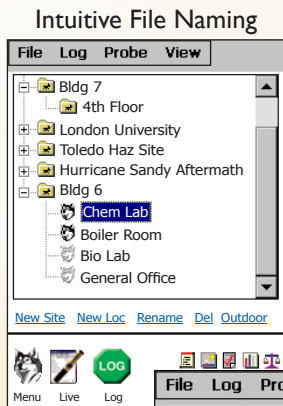 Intuitive File Naming
File Log Probe View
Bldg 7
4th Floor
London University
Toledo Haz Site
Hurricane Sandy Aftermath
Bldg 6
Chem Lab
Boiler Room
Bio Lab
General Office
New Site New Loc Rename Del Outdoor
LOG
Menu Live Log
File Log Pro